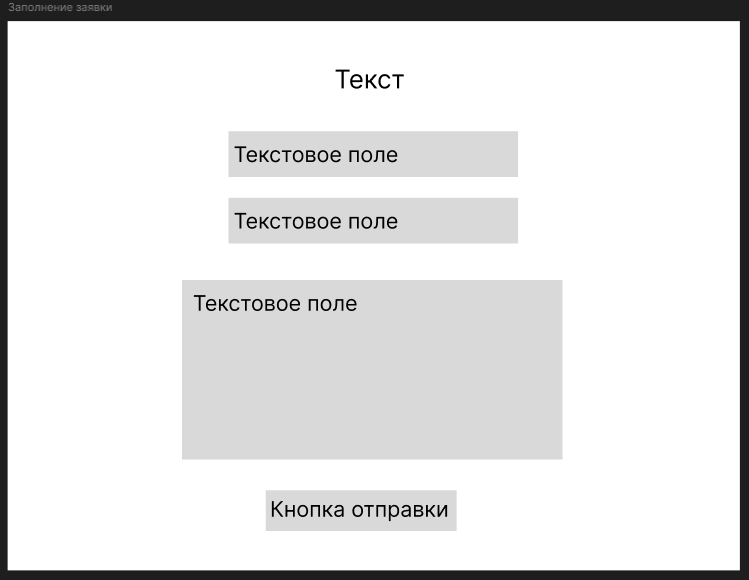 Заполнение заявки
Текст
Текстовое поле
Текстовое поле
Текстовое поле
Кнопка отправки